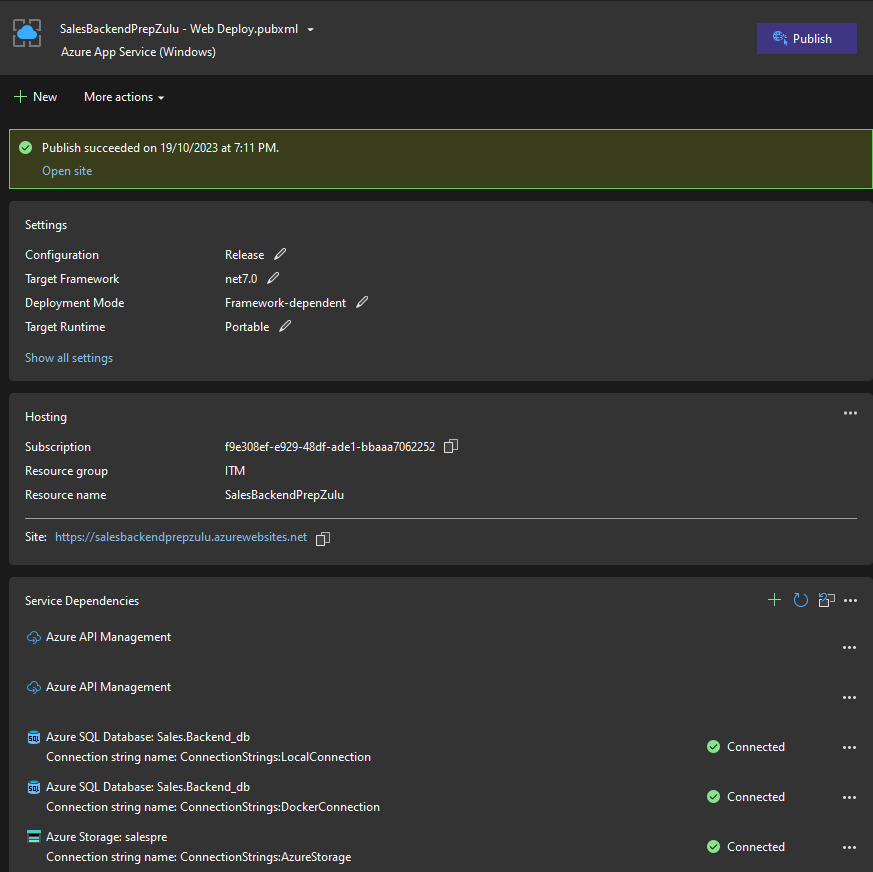 SalesBackendPrepZulu - Web Deploy.pubxml
Azure App Service (Windows)
Publish
New
More actions
Publish succeeded on 19/10/2023 at 7:11 PM.
Open site
Settings
Configuration Release
Target Framework net7.0
Deployment Mode Framework-dependent
Target Runtime Portable
Show all settings
Hosting
Subscription f9e308ef-e929-48df-ade1-bbaaa7062252
Resource group ITM
Resource name SalesBackendPrepZulu
Site: https://salesbackendprepzulu.azurewebsites.net
Service Dependencies
Azure API Management
Azure API Management
SQL Azure SQL Database: Sales.Backend_db
Connection string name: ConnectionStrings:LocalConnection Connected
SQL Azure SQL Database: Sales.Backend_db
Connection string name: ConnectionStrings:DockerConnection Connected
Azure Storage: salespre
Connection string name: ConnectionStrings:AzureStorage Connected